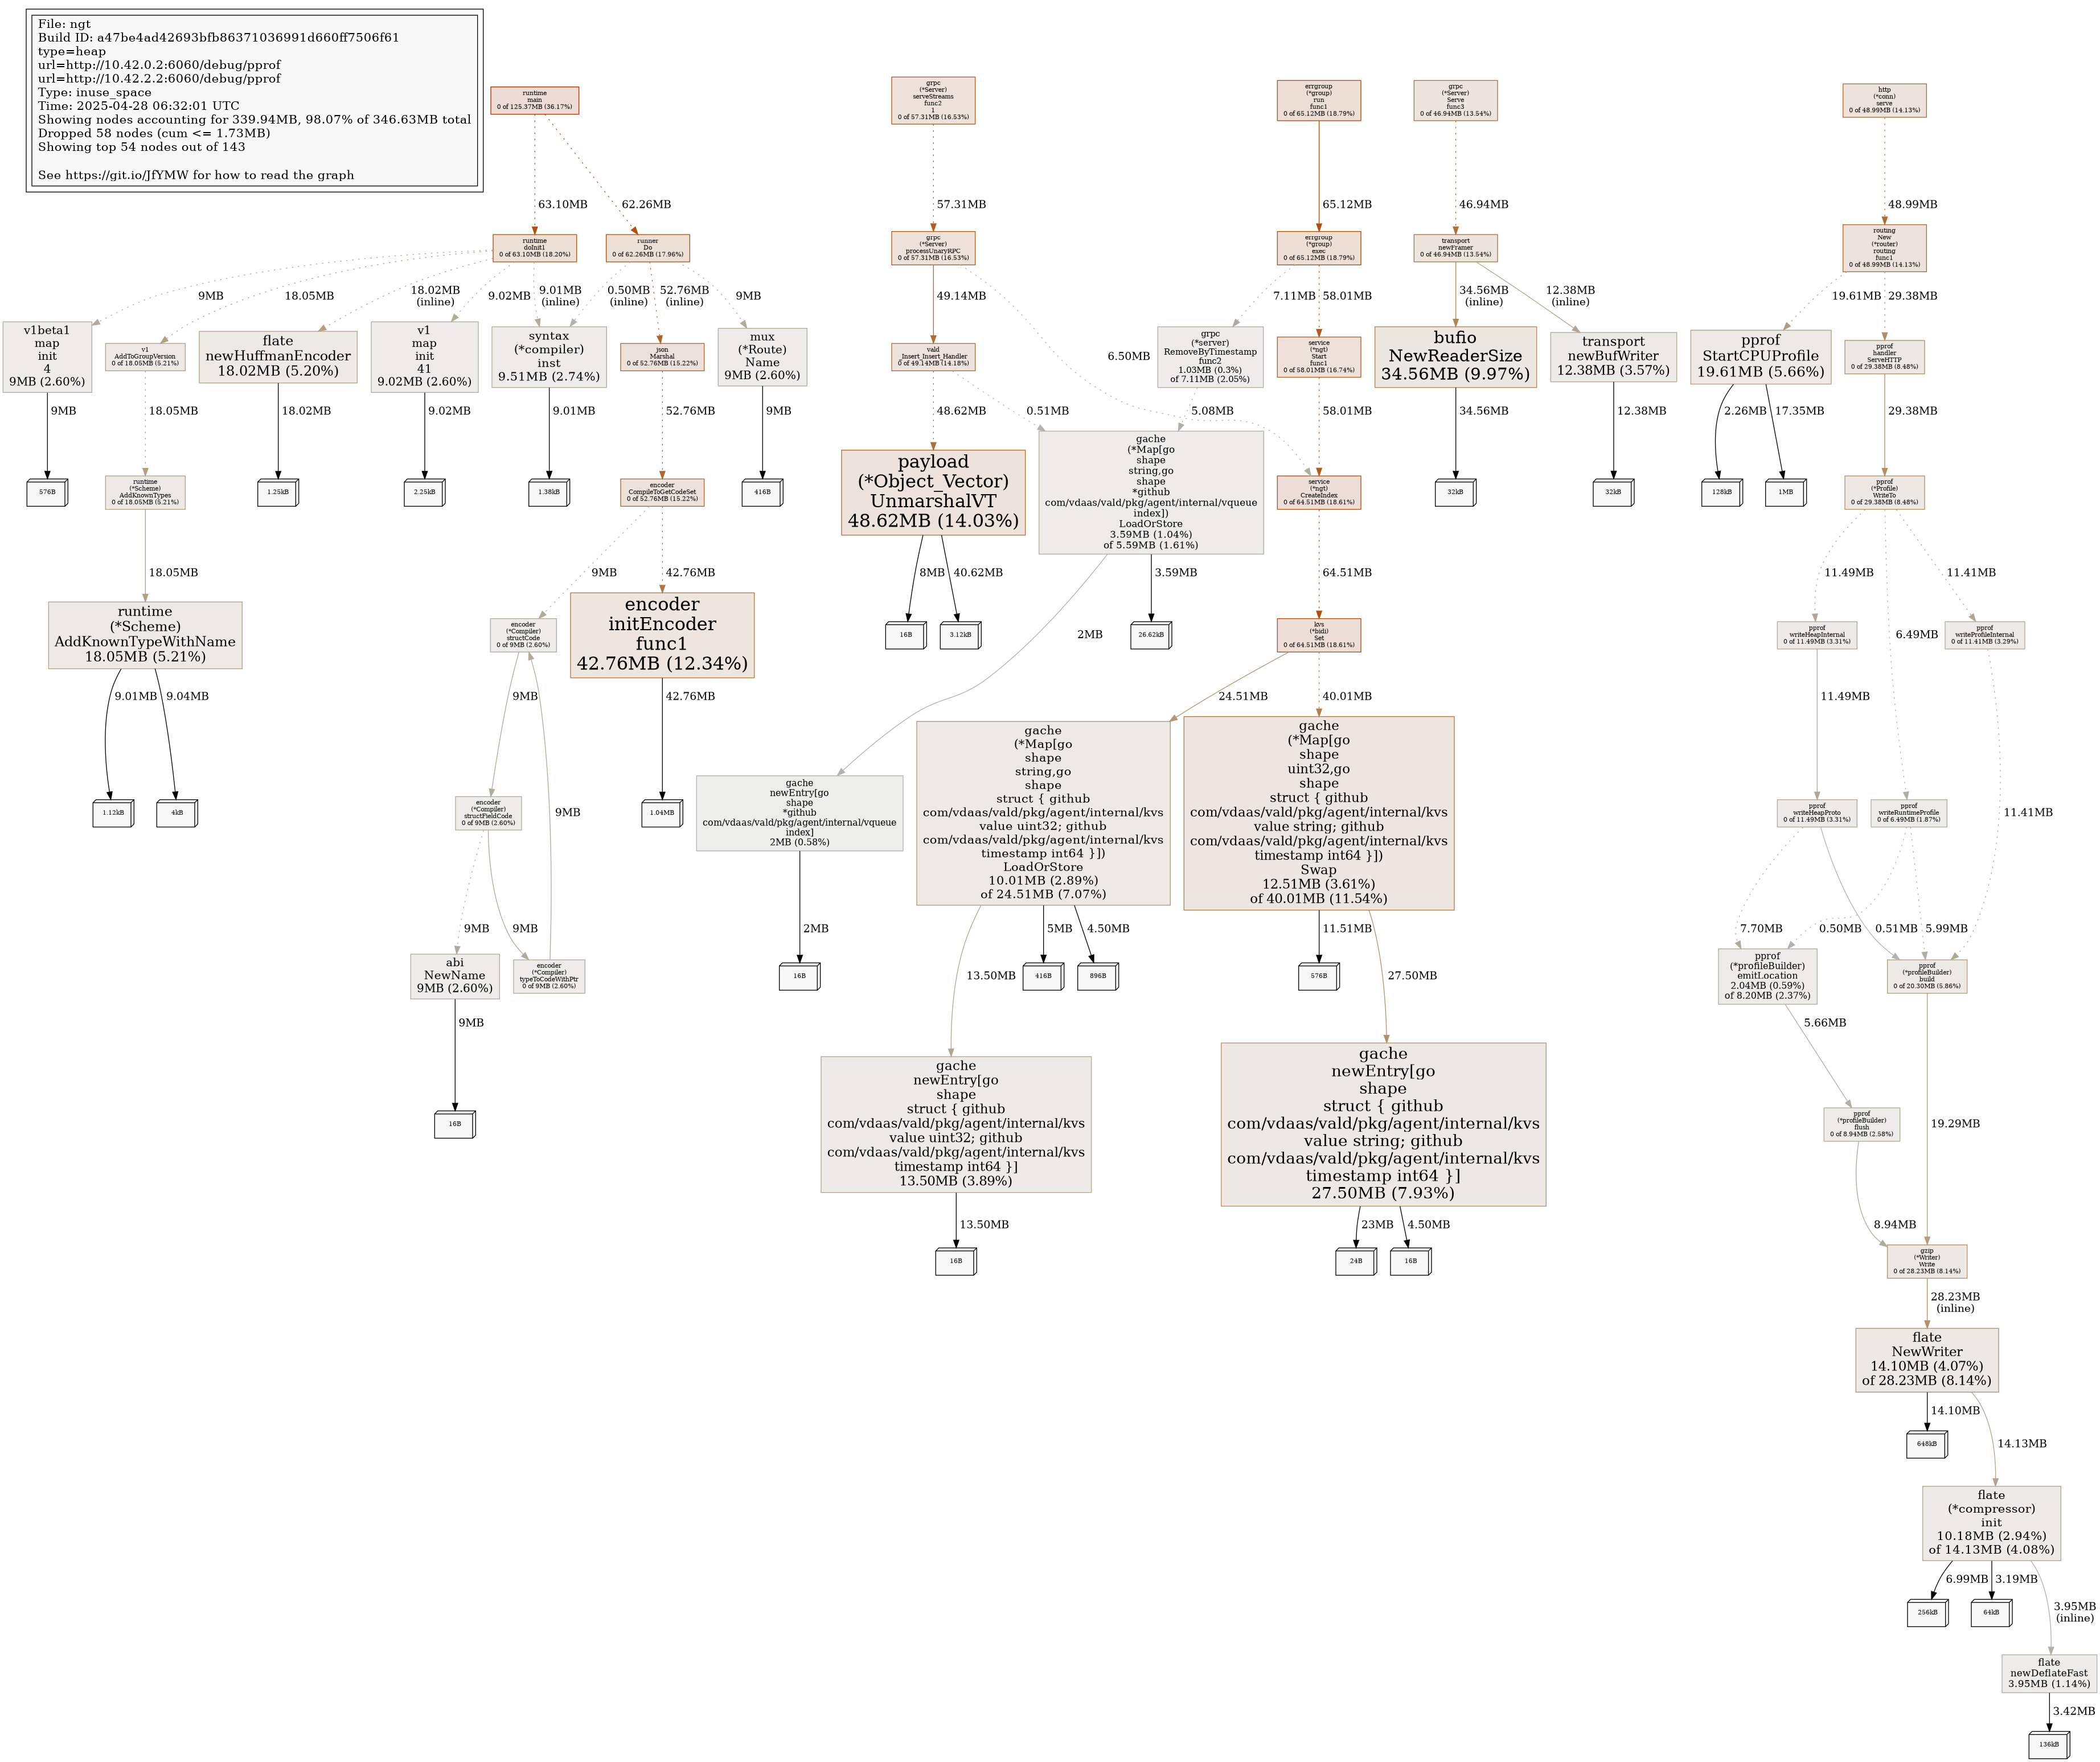 File: ngt
Build ID: a47be4ad42693bfb86371036991d660ff7506f61
type=heap
url=http://10.42.0.2:6060/debug/pprof
url=http://10.42.2.2:6060/debug/pprof
Type: inuse_space
Time: 2025-04-28 06:32:01 UTC
Showing nodes accounting for 339.94MB, 98.07% of 346.63MB total
Dropped 58 nodes (cum <= 1.73MB)
Showing top 54 nodes out of 143
See https://git.io/JfYMW for how to read the graph
runtime
main
0 of 125.37MB (36.17%)
grpc
(*Server)
serveStreams
func2
1
0 of 57.31MB (16.53%)
errgroup
(*group)
run
func1
0 of 65.12MB (18.79%)
grpc
(*Server)
Serve
func3
0 of 46.94MB (13.54%)
http
(*conn)
serve
0 of 48.99MB (14.13%)
63.10MB
62.26MB
57.31MB
65.12MB
46.94MB
48.99MB
runtime
doInit1
0 of 63.10MB (18.20%)
runner
Do
0 of 62.26MB (17.96%)
grpc
(*Server)
processUnaryRPC
0 of 57.31MB (16.53%)
errgroup
(*group)
exec
0 of 65.12MB (18.79%)
transport
newFramer
0 of 46.94MB (13.54%)
routing
New
(*router)
routing
func1
0 of 48.99MB (14.13%)
9MB
18.05MB
18.02MB
(inline)
9.02MB
9.01MB
(inline)
0.50MB
(inline)
52.76MB
(inline)
9MB
49.14MB
6.50MB
7.11MB
58.01MB
34.56MB
(inline)
12.38MB
(inline)
19.61MB
29.38MB
v1beta1
map
init
4
9MB (2.60%)
v1
AddToGroupVersion
0 of 18.05MB (5.21%)
flate
newHuffmanEncoder
18.02MB (5.20%)
v1
map
init
41
9.02MB (2.60%)
syntax
(*compiler)
inst
9.51MB (2.74%)
json
Marshal
0 of 52.76MB (15.22%)
mux
(*Route)
Name
9MB (2.60%)
vald
Insert_Insert_Handler
0 of 49.14MB (14.18%)
grpc
(*server)
RemoveByTimestamp
func2
1.03MB (0.3%)
of 7.11MB (2.05%)
service
(*ngt)
Start
func1
0 of 58.01MB (16.74%)
bufio
NewReaderSize
34.56MB (9.97%)
transport
newBufWriter
12.38MB (3.57%)
pprof
StartCPUProfile
19.61MB (5.66%)
pprof
handler
ServeHTTP
0 of 29.38MB (8.48%)
9MB
18.05MB
18.02MB
9.02MB
9.01MB
52.76MB
9MB
48.62MB
0.51MB
5.08MB
58.01MB
34.56MB
12.38MB
2.26MB
17.35MB
29.38MB
576B
runtime
(*Scheme)
AddKnownTypes
0 of 18.05MB (5.21%)
1.25kB
2.25kB
1.38kB
encoder
CompileToGetCodeSet
0 of 52.76MB (15.22%)
416B
payload
(*Object_Vector)
UnmarshalVT
48.62MB (14.03%)
gache
(*Map[go
shape
string,go
shape
*github
com/vdaas/vald/pkg/agent/internal/vqueue
index])
LoadOrStore
3.59MB (1.04%)
of 5.59MB (1.61%)
service
(*ngt)
CreateIndex
0 of 64.51MB (18.61%)
32kB
32kB
128kB
1MB
pprof
(*Profile)
WriteTo
0 of 29.38MB (8.48%)
18.05MB
9MB
42.76MB
8MB
40.62MB
2MB
3.59MB
64.51MB
11.49MB
6.49MB
11.41MB
runtime
(*Scheme)
AddKnownTypeWithName
18.05MB (5.21%)
encoder
(*Compiler)
structCode
0 of 9MB (2.60%)
encoder
initEncoder
func1
42.76MB (12.34%)
16B
3.12kB
26.62kB
kvs
(*bidi)
Set
0 of 64.51MB (18.61%)
pprof
writeHeapInternal
0 of 11.49MB (3.31%)
pprof
writeProfileInternal
0 of 11.41MB (3.29%)
9.01MB
9.04MB
9MB
9MB
42.76MB
24.51MB
40.01MB
11.49MB
11.41MB
1.12kB
4kB
encoder
(*Compiler)
structFieldCode
0 of 9MB (2.60%)
1.04MB
gache
newEntry[go
shape
*github
com/vdaas/vald/pkg/agent/internal/vqueue
index]
2MB (0.58%)
gache
(*Map[go
shape
string,go
shape
struct { github
com/vdaas/vald/pkg/agent/internal/kvs
value uint32; github
com/vdaas/vald/pkg/agent/internal/kvs
timestamp int64 }])
LoadOrStore
10.01MB (2.89%)
of 24.51MB (7.07%)
gache
(*Map[go
shape
uint32,go
shape
struct { github
com/vdaas/vald/pkg/agent/internal/kvs
value string; github
com/vdaas/vald/pkg/agent/internal/kvs
timestamp int64 }])
Swap
12.51MB (3.61%)
of 40.01MB (11.54%)
pprof
writeHeapProto
0 of 11.49MB (3.31%)
pprof
writeRuntimeProfile
0 of 6.49MB (1.87%)
9MB
9MB
2MB
13.50MB
5MB
4.50MB
11.51MB
27.50MB
7.70MB
0.50MB
0.51MB
5.99MB
abi
NewName
9MB (2.60%)
encoder
(*Compiler)
typeToCodeWithPtr
0 of 9MB (2.60%)
16B
416B
896B
576B
pprof
(*profileBuilder)
emitLocation
2.04MB (0.59%)
of 8.20MB (2.37%)
pprof
(*profileBuilder)
build
0 of 20.30MB (5.86%)
9MB
5.66MB
19.29MB
16B
gache
newEntry[go
shape
struct { github
com/vdaas/vald/pkg/agent/internal/kvs
value uint32; github
com/vdaas/vald/pkg/agent/internal/kvs
timestamp int64 }]
13.50MB (3.89%)
gache
newEntry[go
shape
struct { github
com/vdaas/vald/pkg/agent/internal/kvs
value string; github
com/vdaas/vald/pkg/agent/internal/kvs
timestamp int64 }]
27.50MB (7.93%)
pprof
(*profileBuilder)
flush
0 of 8.94MB (2.58%)
13.50MB
23MB
4.50MB
8.94MB
16B
24B
16B
gzip
(*Writer)
Write
0 of 28.23MB (8.14%)
28.23MB
(inline)
flate
NewWriter
14.10MB (4.07%)
of 28.23MB (8.14%)
14.10MB
14.13MB
648kB
flate
(*compressor)
init
10.18MB (2.94%)
of 14.13MB (4.08%)
6.99MB
3.19MB
3.95MB
(inline)
256kB
64kB
flate
newDeflateFast
3.95MB (1.14%)
3.42MB
136kB